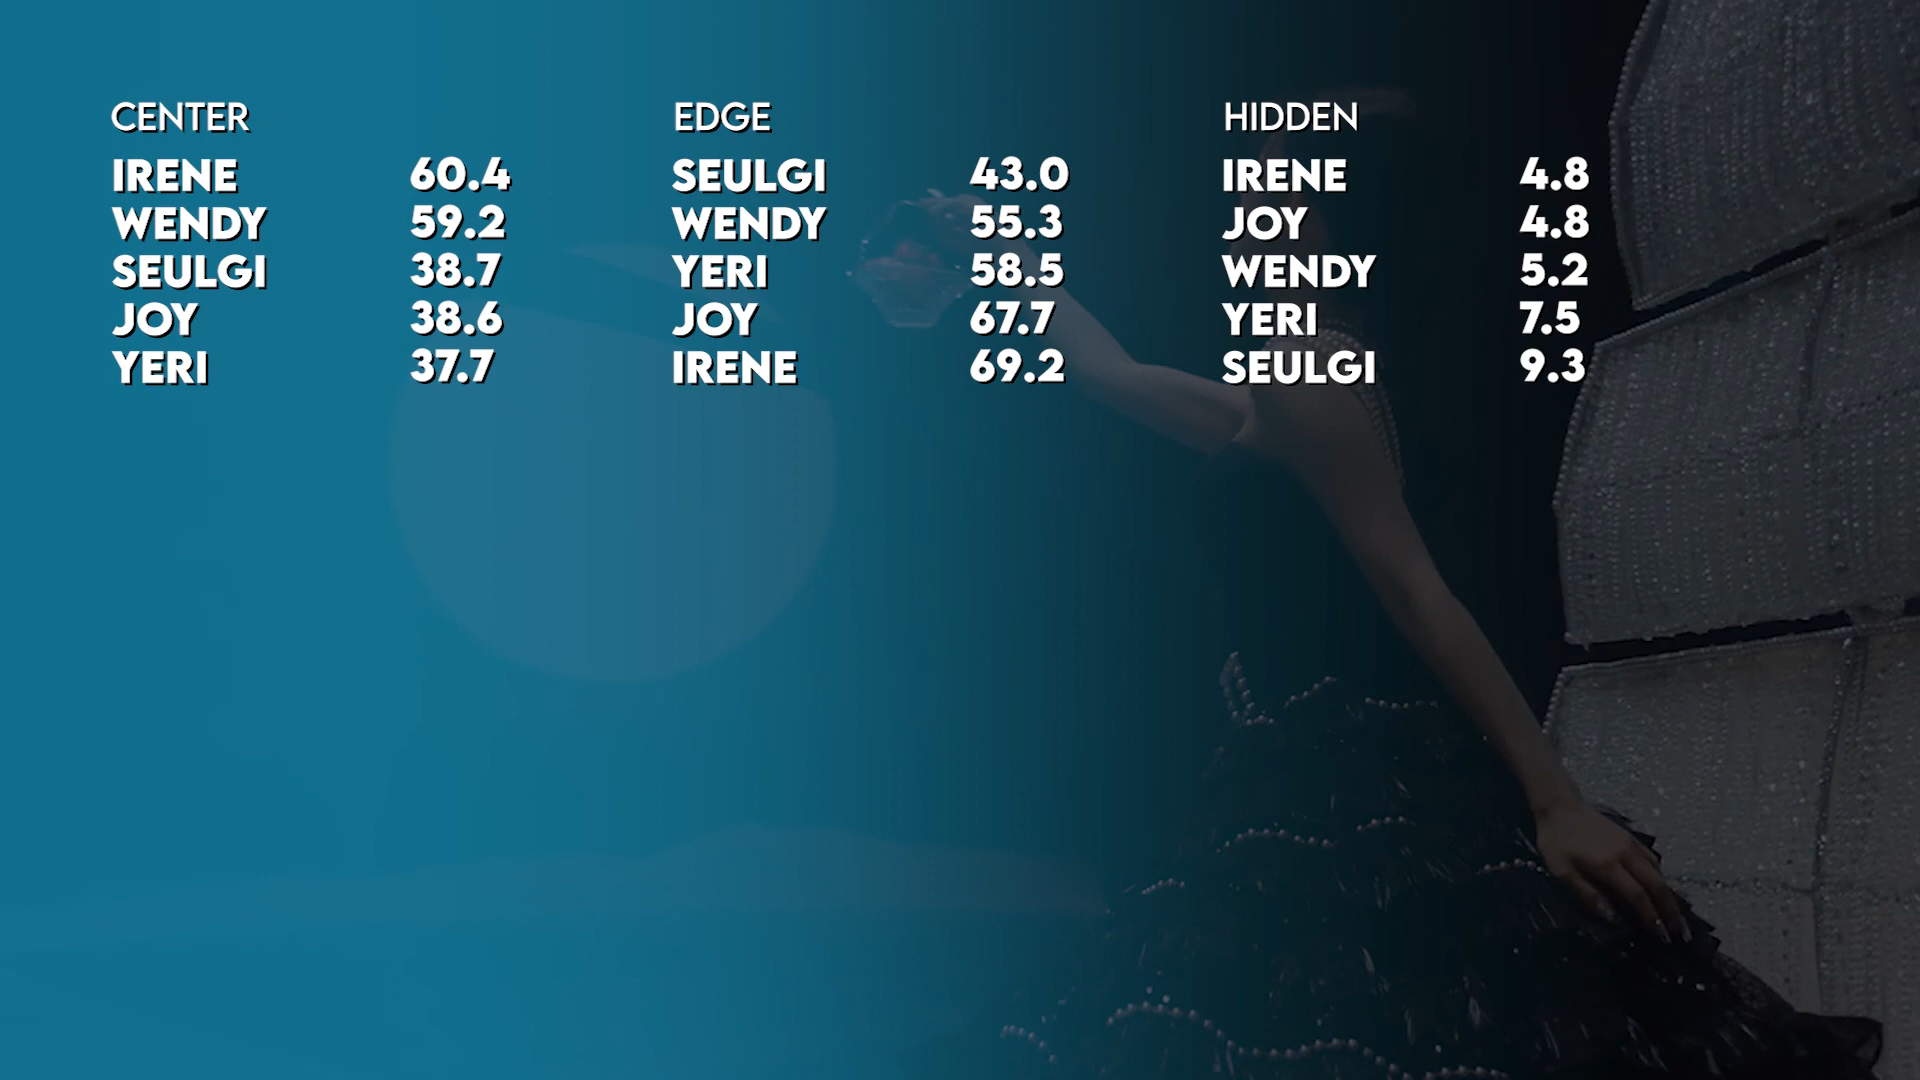 CENTER EDGE HIDDEN
IRENE 60.4 SEULGI 43.0 IRENE 4.8
WENDY 59.2 WENDY 55.3 JOY 4.8
SEULGI 38.7 YERI 58.5 WENDY 5.2
JOY 38.6 JOY 67.7 YERI 7.5
YERI 37.7 IRENE 69.2 SEULGI 9.3